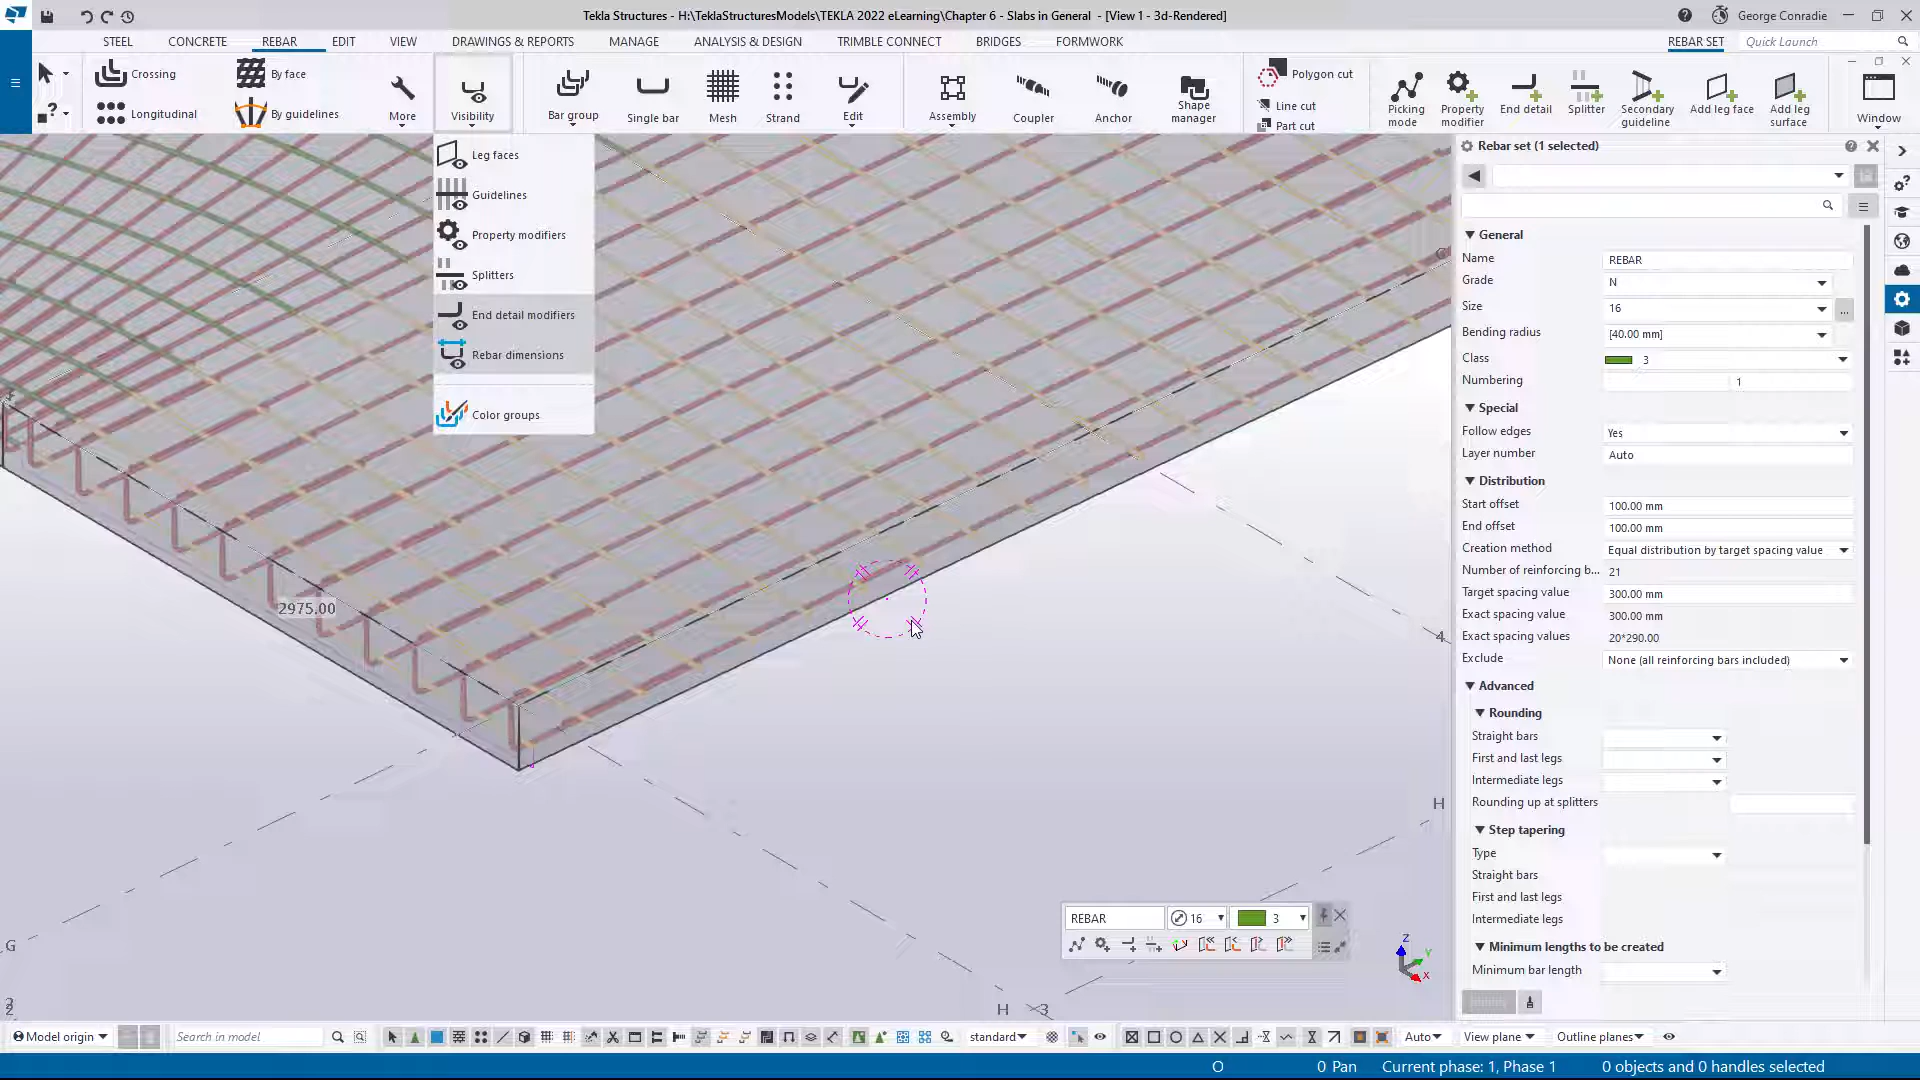 Tekla Structures - H:\TeklaStructuresModels\TEKLA 2022 eLearning\Chapter 6 - Slabs in General - [View 1 - 3d-Rendered]
George Conradie
STEEL CONCRETE REBAR EDIT VIEW DRAWINGS & REPORTS MANAGE ANALYSIS & DESIGN TRIMBLE CONNECT BRIDGES FORMWORK REBAR SET Quick Launch
Crossing
Longitudinal
By face
By guidelines
More
Visibility
Bar group
Single bar
Mesh
Strand
Edit
Assembly
Coupler
Anchor
Shape
manager
Polygon cut
Line cut
Part cut
Picking
mode
Property
modifier
End detail
Splitter
Secondary
guideline
Add leg face
Add leg
surface
Window
Leg faces
Guidelines
Property modifiers
Splitters
End detail modifiers
Rebar dimensions
Color groups
2975.00
4
H
G
2
H 3
Z
Y
X
REBAR 16 3
Rebar set (1 selected)
General
Name REBAR
Grade N
Size 16 ...
Bending radius [40.00 mm]
Class 3
Numbering 1
Special
Follow edges Yes
Layer number Auto
Distribution
Start offset 100.00 mm
End offset 100.00 mm
Creation method Equal distribution by target spacing value
Number of reinforcing b... 21
Target spacing value 300.00 mm
Exact spacing value 300.00 mm
Exact spacing values 20*290.00
Exclude None (all reinforcing bars included)
Advanced
Rounding
Straight bars
First and last legs
Intermediate legs
Rounding up at splitters
Step tapering
Type
Straight bars
First and last legs
Intermediate legs
Minimum lengths to be created
Minimum bar length
Model origin Search in model standard Auto View plane Outline planes
O 0 Pan Current phase: 1, Phase 1 0 objects and 0 handles selected